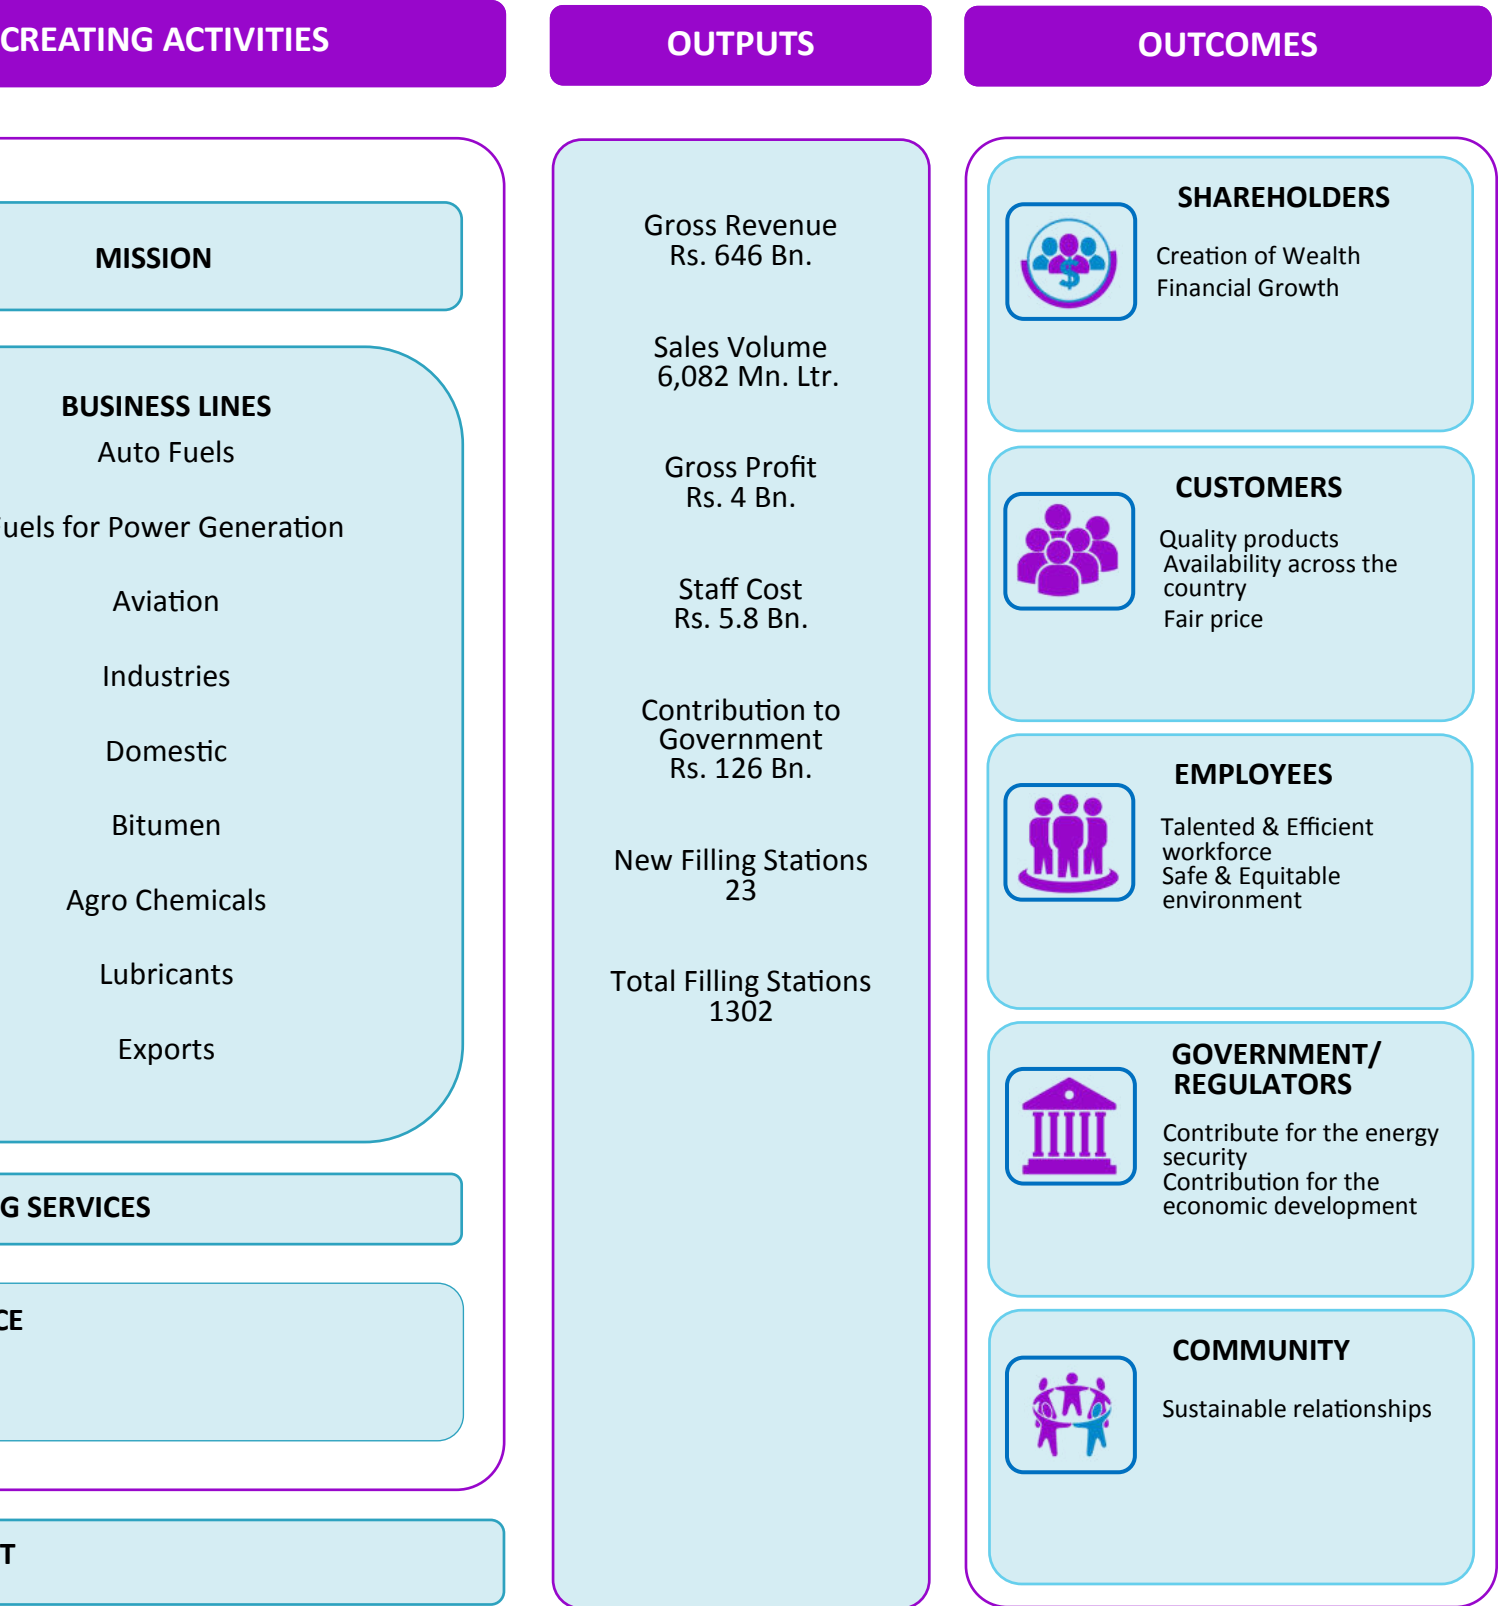 CREATING ACTIVITIES
MISSION
BUSINESS LINES
Auto Fuels
uels for Power Generation
Aviation
Industries
Domestic
Bitumen
Agro Chemicals
Lubricants
Exports
G SERVICES
CE
T
OUTPUTS
Gross Revenue
Rs. 646 Bn.
Sales Volume
6,082 Mn. Ltr.
Gross Profit
Rs. 4 Bn.
Staff Cost
Rs. 5.8 Bn.
Contribution to
Government
Rs. 126 Bn.
New Filling Stations
23
Total Filling Stations
1302
OUTCOMES
SHAREHOLDERS
Creation of Wealth
Financial Growth
CUSTOMERS
Quality products
Availability across the
country
Fair price
EMPLOYEES
Talented & Efficient
workforce
Safe & Equitable
environment
GOVERNMENT/
REGULATORS
Contribute for the energy
security
Contribution for the
economic development
COMMUNITY
Sustainable relationships